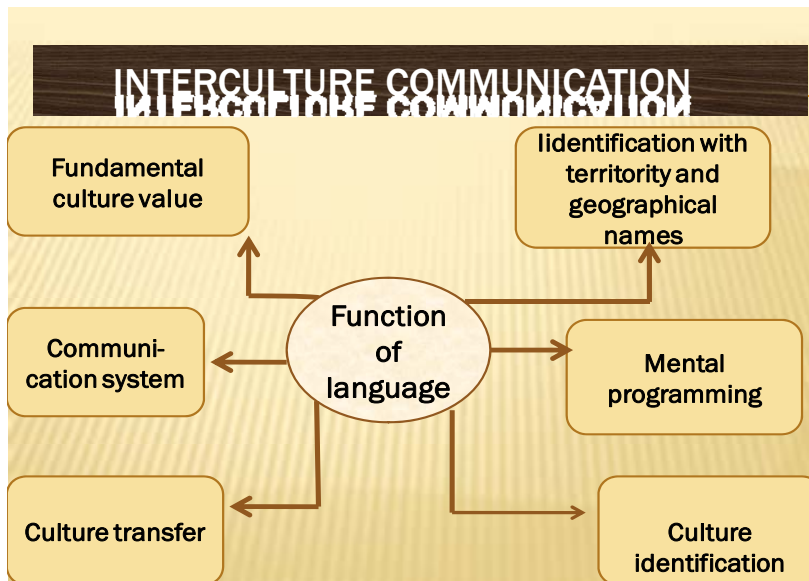 INTERCULTURE COMMUNICATION
Fundamental
culture value
Iidentification with
territority and
geographical
names
Function
of
language
Communi-
cation system
Mental
programming
Culture transfer
Culture
identification